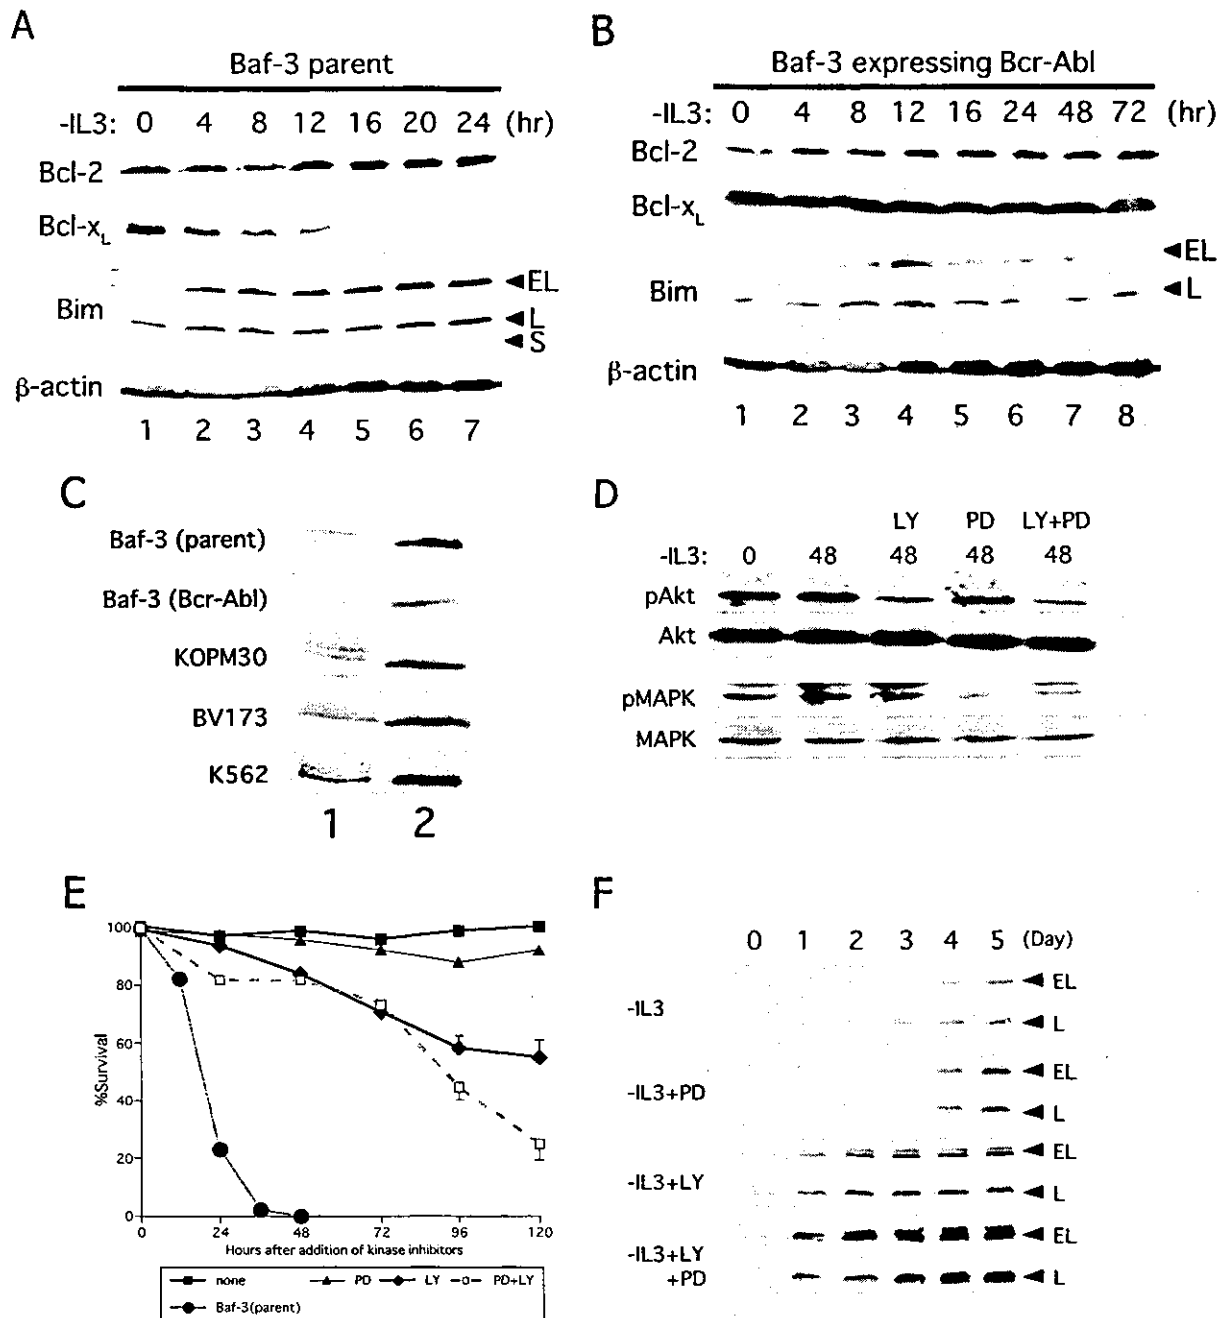 A
Baf-3 parent
-IL3: 0 4 8 12 16 20 24 (hr)
Bcl-2
Bcl-xL
Bim
EL
L
S
β-actin
1 2 3 4 5 6 7
B
Baf-3 expressing Bcr-Abl
-IL3: 0 4 8 12 16 24 48 72 (hr)
Bcl-2
Bcl-xL
EL
Bim
L
β-actin
1 2 3 4 5 6 7 8
C
Baf-3 (parent)
Baf-3 (Bcr-Abl)
KOPM30
BV173
K562
1 2
D
LY PD LY+PD
-IL3: 0 48 48 48 48
pAkt
Akt
pMAPK
MAPK
E
%Survival
100
80
60
40
20
0
0 24 48 72 96 120
Hours after addition of kinase inhibitors
none PD LY PD+LY
Baf-3(parent)
F
0 1 2 3 4 5 (Day)
-IL3
EL
L
-IL3+PD
EL
L
-IL3+LY
EL
L
-IL3+LY
+PD
EL
L